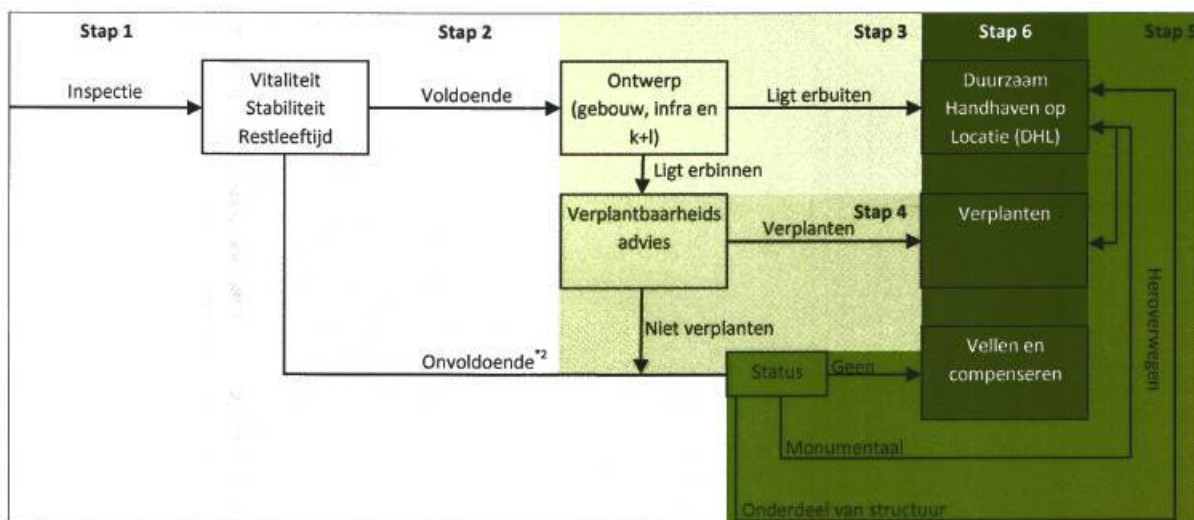 Stap 1
Stap 2
Stap 3
Stap 6
Stap 5
Inspectie
Vitaliteit
Stabiliteit
Restleeftijd
Voldoende
Ontwerp
(gebouw, infra en
k+l)
Ligt erbuiten
Duurzaam
Handhaven op
Locatie (DHL)
Ligt erbinnen
Verplantbaarheids
advies
Stap 4
Verplanten
Verplanten
Niet verplanten
Heroverwegen
Onvoldoende*2
Status
Geen
Vellen en
compenseren
Monumentaal
Onderdeel van structuur